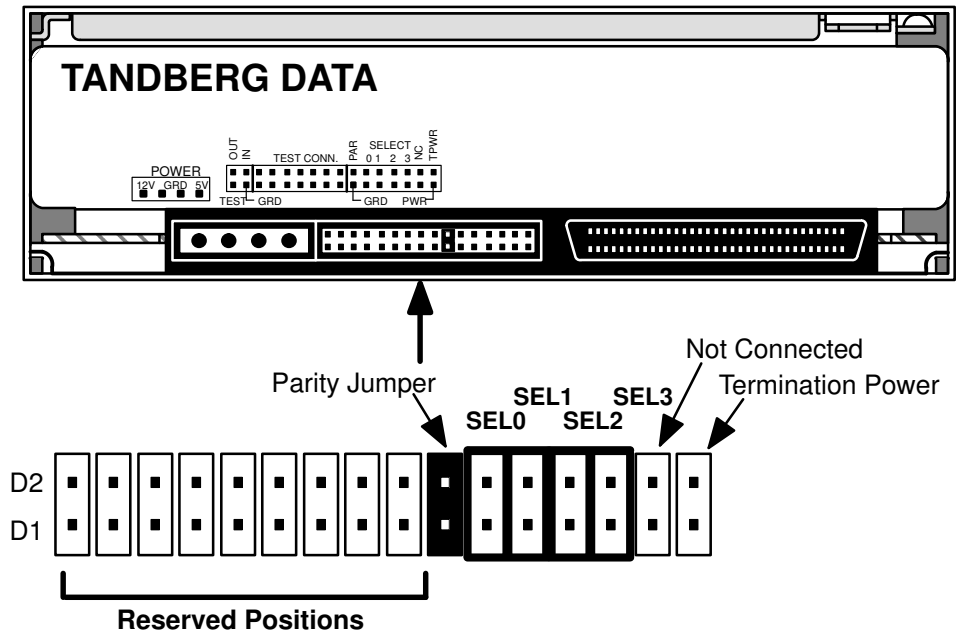 TANDBERG DATA
OUT
IN
TEST CONN.
PAR
SELECT
0 1 2 3
NC
TPWR
POWER
12V GRD 5V
TEST GRD
GRD PWR
Not Connected
Parity Jumper
Termination Power
SEL1 SEL3
SEL0 SEL2
D2
D1
Reserved Positions